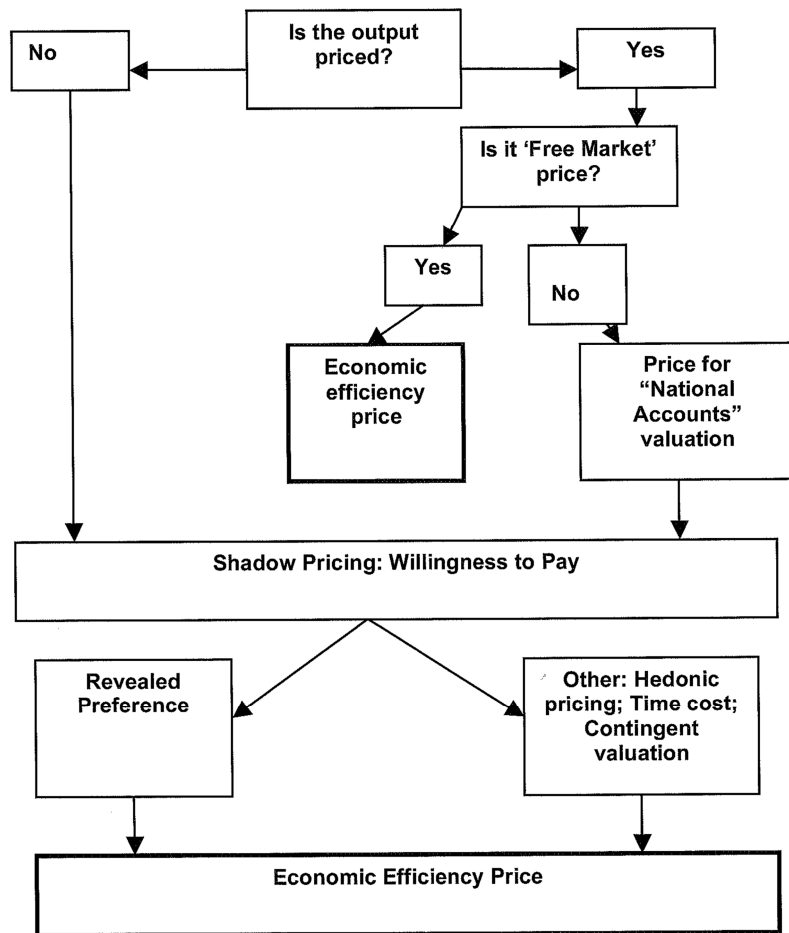 Is the output
priced?
No
Yes
Is it ‘Free Market’
price?
Yes
No
Economic
efficiency
price
Price for
“National
Accounts”
valuation
Shadow Pricing: Willingness to Pay
Revealed
Preference
Other: Hedonic
pricing; Time cost;
Contingent
valuation
Economic Efficiency Price